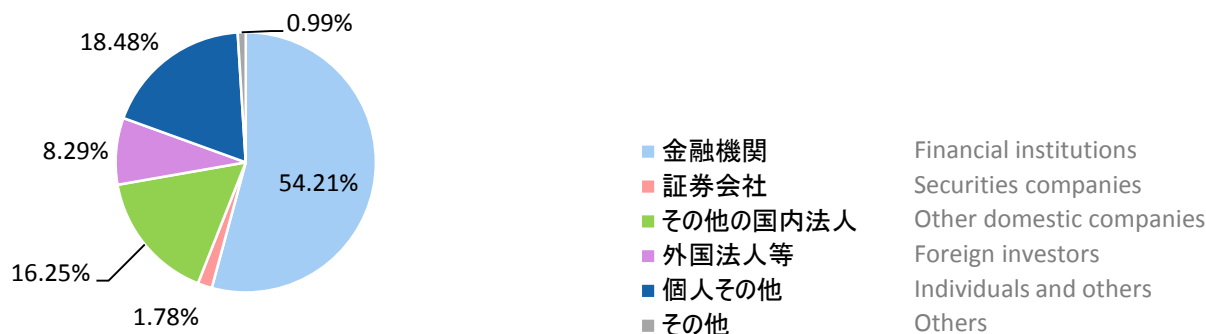 0.99%
18.48%
8.29%
54.21%
16.25%
1.78%
金融機関 Financial institutions
証券会社 Securities companies
その他の国内法人 Other domestic companies
外国法人等 Foreign investors
個人その他 Individuals and others
その他 Others